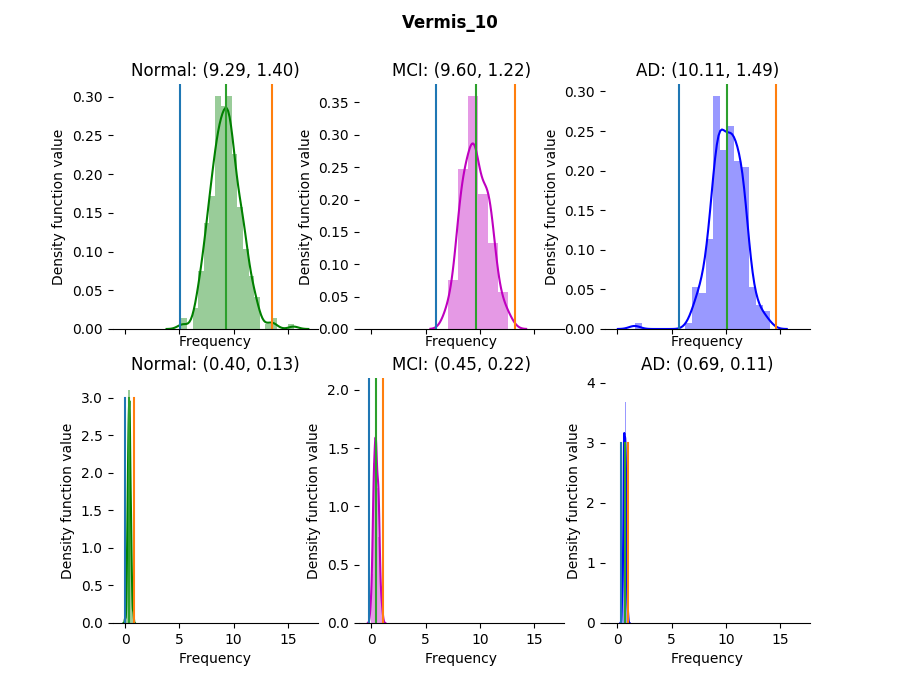 Vermis_10
Normal: (9.29, 1.40)
MCI: (9.60, 1.22)
AD: (10.11, 1.49)
Density function value
0.30
0.25
0.20
0.15
0.10
0.05
0.00
Frequency
Density function value
0.35
0.30
0.25
0.20
0.15
0.10
0.05
0.00
Frequency
Density function value
0.30
0.25
0.20
0.15
0.10
0.05
0.00
Frequency
Normal: (0.40, 0.13)
MCI: (0.45, 0.22)
AD: (0.69, 0.11)
Density function value
3.0
2.5
2.0
1.5
1.0
0.5
0.0
0 5 10 15
Frequency
Density function value
2.0
1.5
1.0
0.5
0.0
0 5 10 15
Frequency
Density function value
4
3
2
1
0
0 5 10 15
Frequency